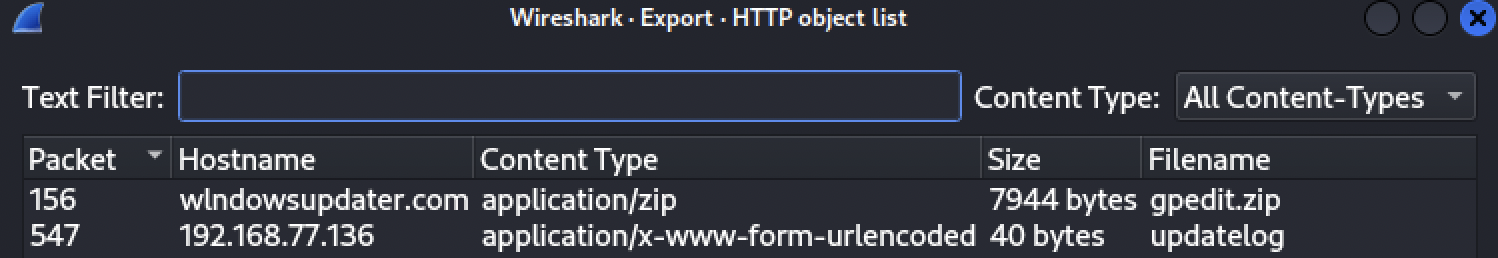 Wireshark · Export · HTTP object list
Text Filter: Content Type: All Content-Types
Packet Hostname Content Type Size Filename
156 wlndowsupdater.com application/zip 7944 bytes gpedit.zip
547 192.168.77.136 application/x-www-form-urlencoded 40 bytes updatelog